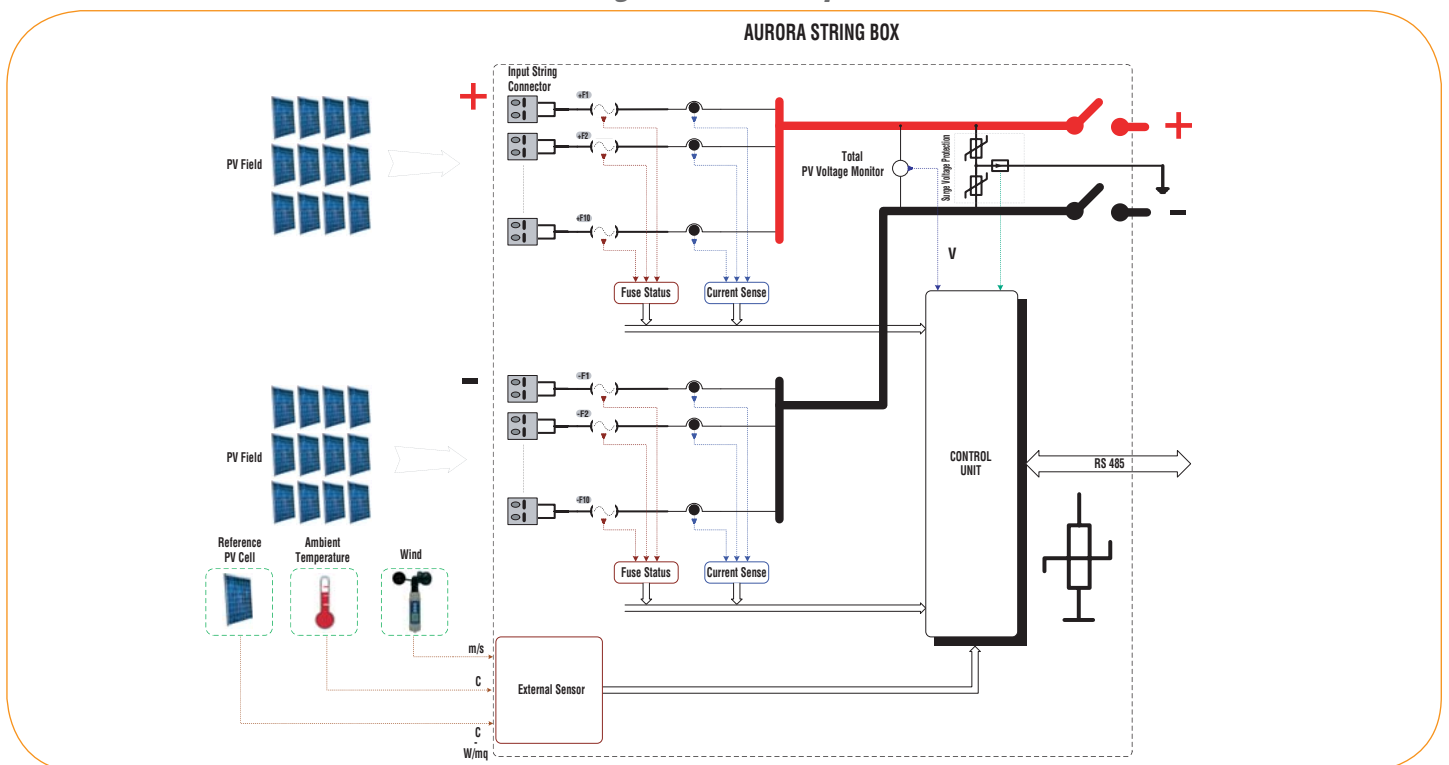 AURORA STRING BOX
Input String
Connector
+
+F1
+F2
+F10
PV Field
Total
PV Voltage Monitor
Surge Voltage Protection
+
-
V
Fuse Status
Current Sense
-
-F1
-F2
-F10
PV Field
CONTROL
UNIT
RS 485
Fuse Status
Current Sense
Reference
PV Cell
Ambient
Temperature
Wind
m/s
C
C
-
W/mq
External Sensor